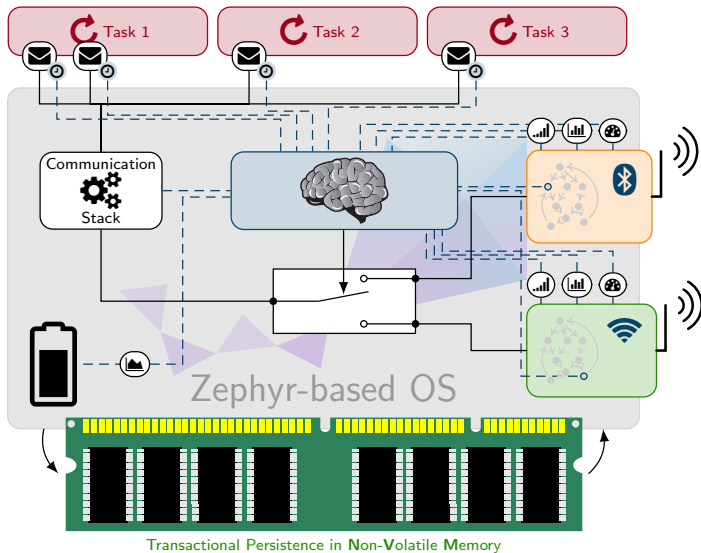 Task 1
Task 2
Task 3
Communication
Stack
Zephyr-based OS
Transactional Persistence in Non-Volatile Memory